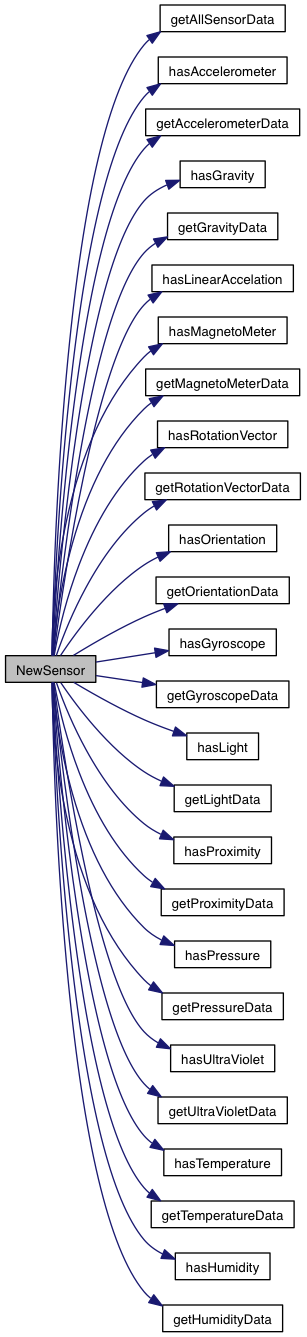 getAllSensorData
hasAccelerometer
getAccelerometerData
hasGravity
getGravityData
hasLinearAccelation
hasMagnetoMeter
getMagnetoMeterData
hasRotationVector
getRotationVectorData
hasOrientation
getOrientationData
hasGyroscope
NewSensor
getGyroscopeData
hasLight
getLightData
hasProximity
getProximityData
hasPressure
getPressureData
hasUltraViolet
getUltraVioletData
hasTemperature
getTemperatureData
hasHumidity
getHumidityData